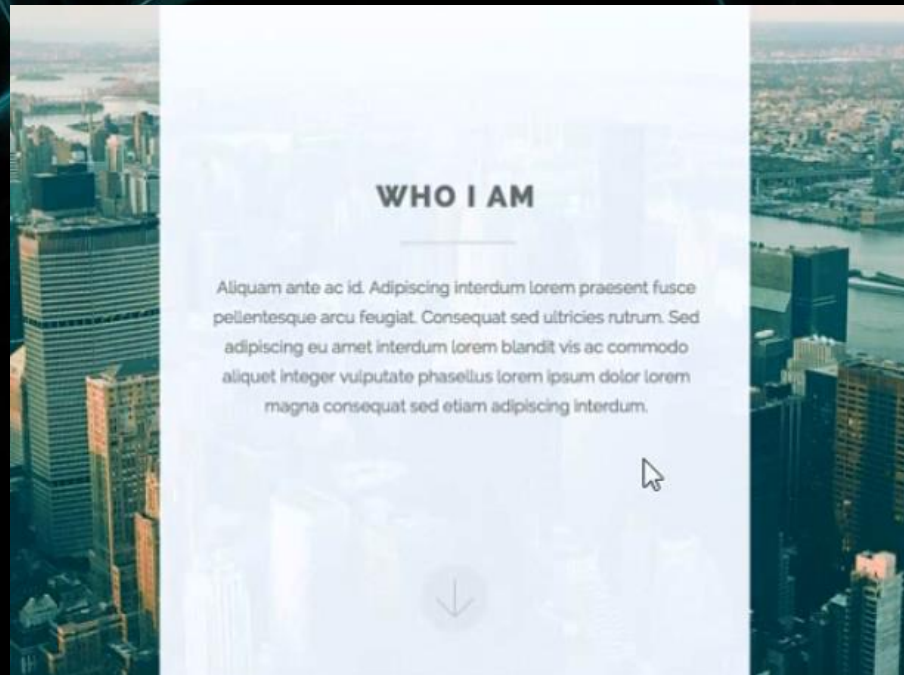 WHO I AM
Aliquam ante ac id. Adipiscing interdum lorem praesent fusce
pellentesque arcu feugiat. Consequat sed ultricies rutrum. Sed
adipiscing eu amet interdum lorem blandit vis ac commodo
aliquet integer vulputate phasellus lorem ipsum dolor lorem
magna consequat sed etiam adipiscing interdum.